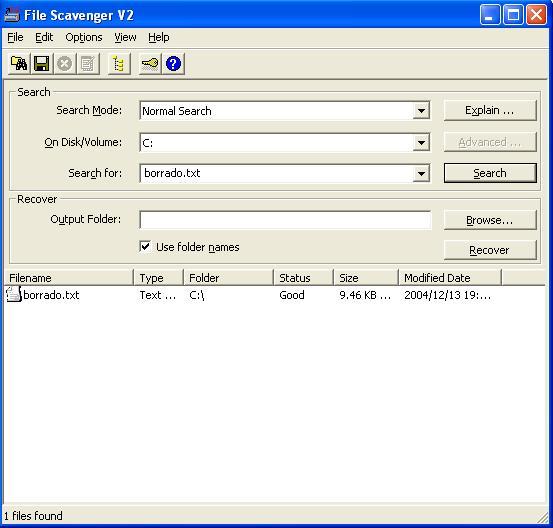 File Scavenger V2
File Edit Options View Help
Search
Search Mode: Normal Search Explain ...
On Disk/Volume: C: Advanced ...
Search for: borrado.txt Search
Recover
Output Folder: Browse...
Use folder names Recover
Filename Type Folder Status Size Modified Date
borrado.txt Text ... C:\ Good 9.46 KB ... 2004/12/13 19:...
1 files found